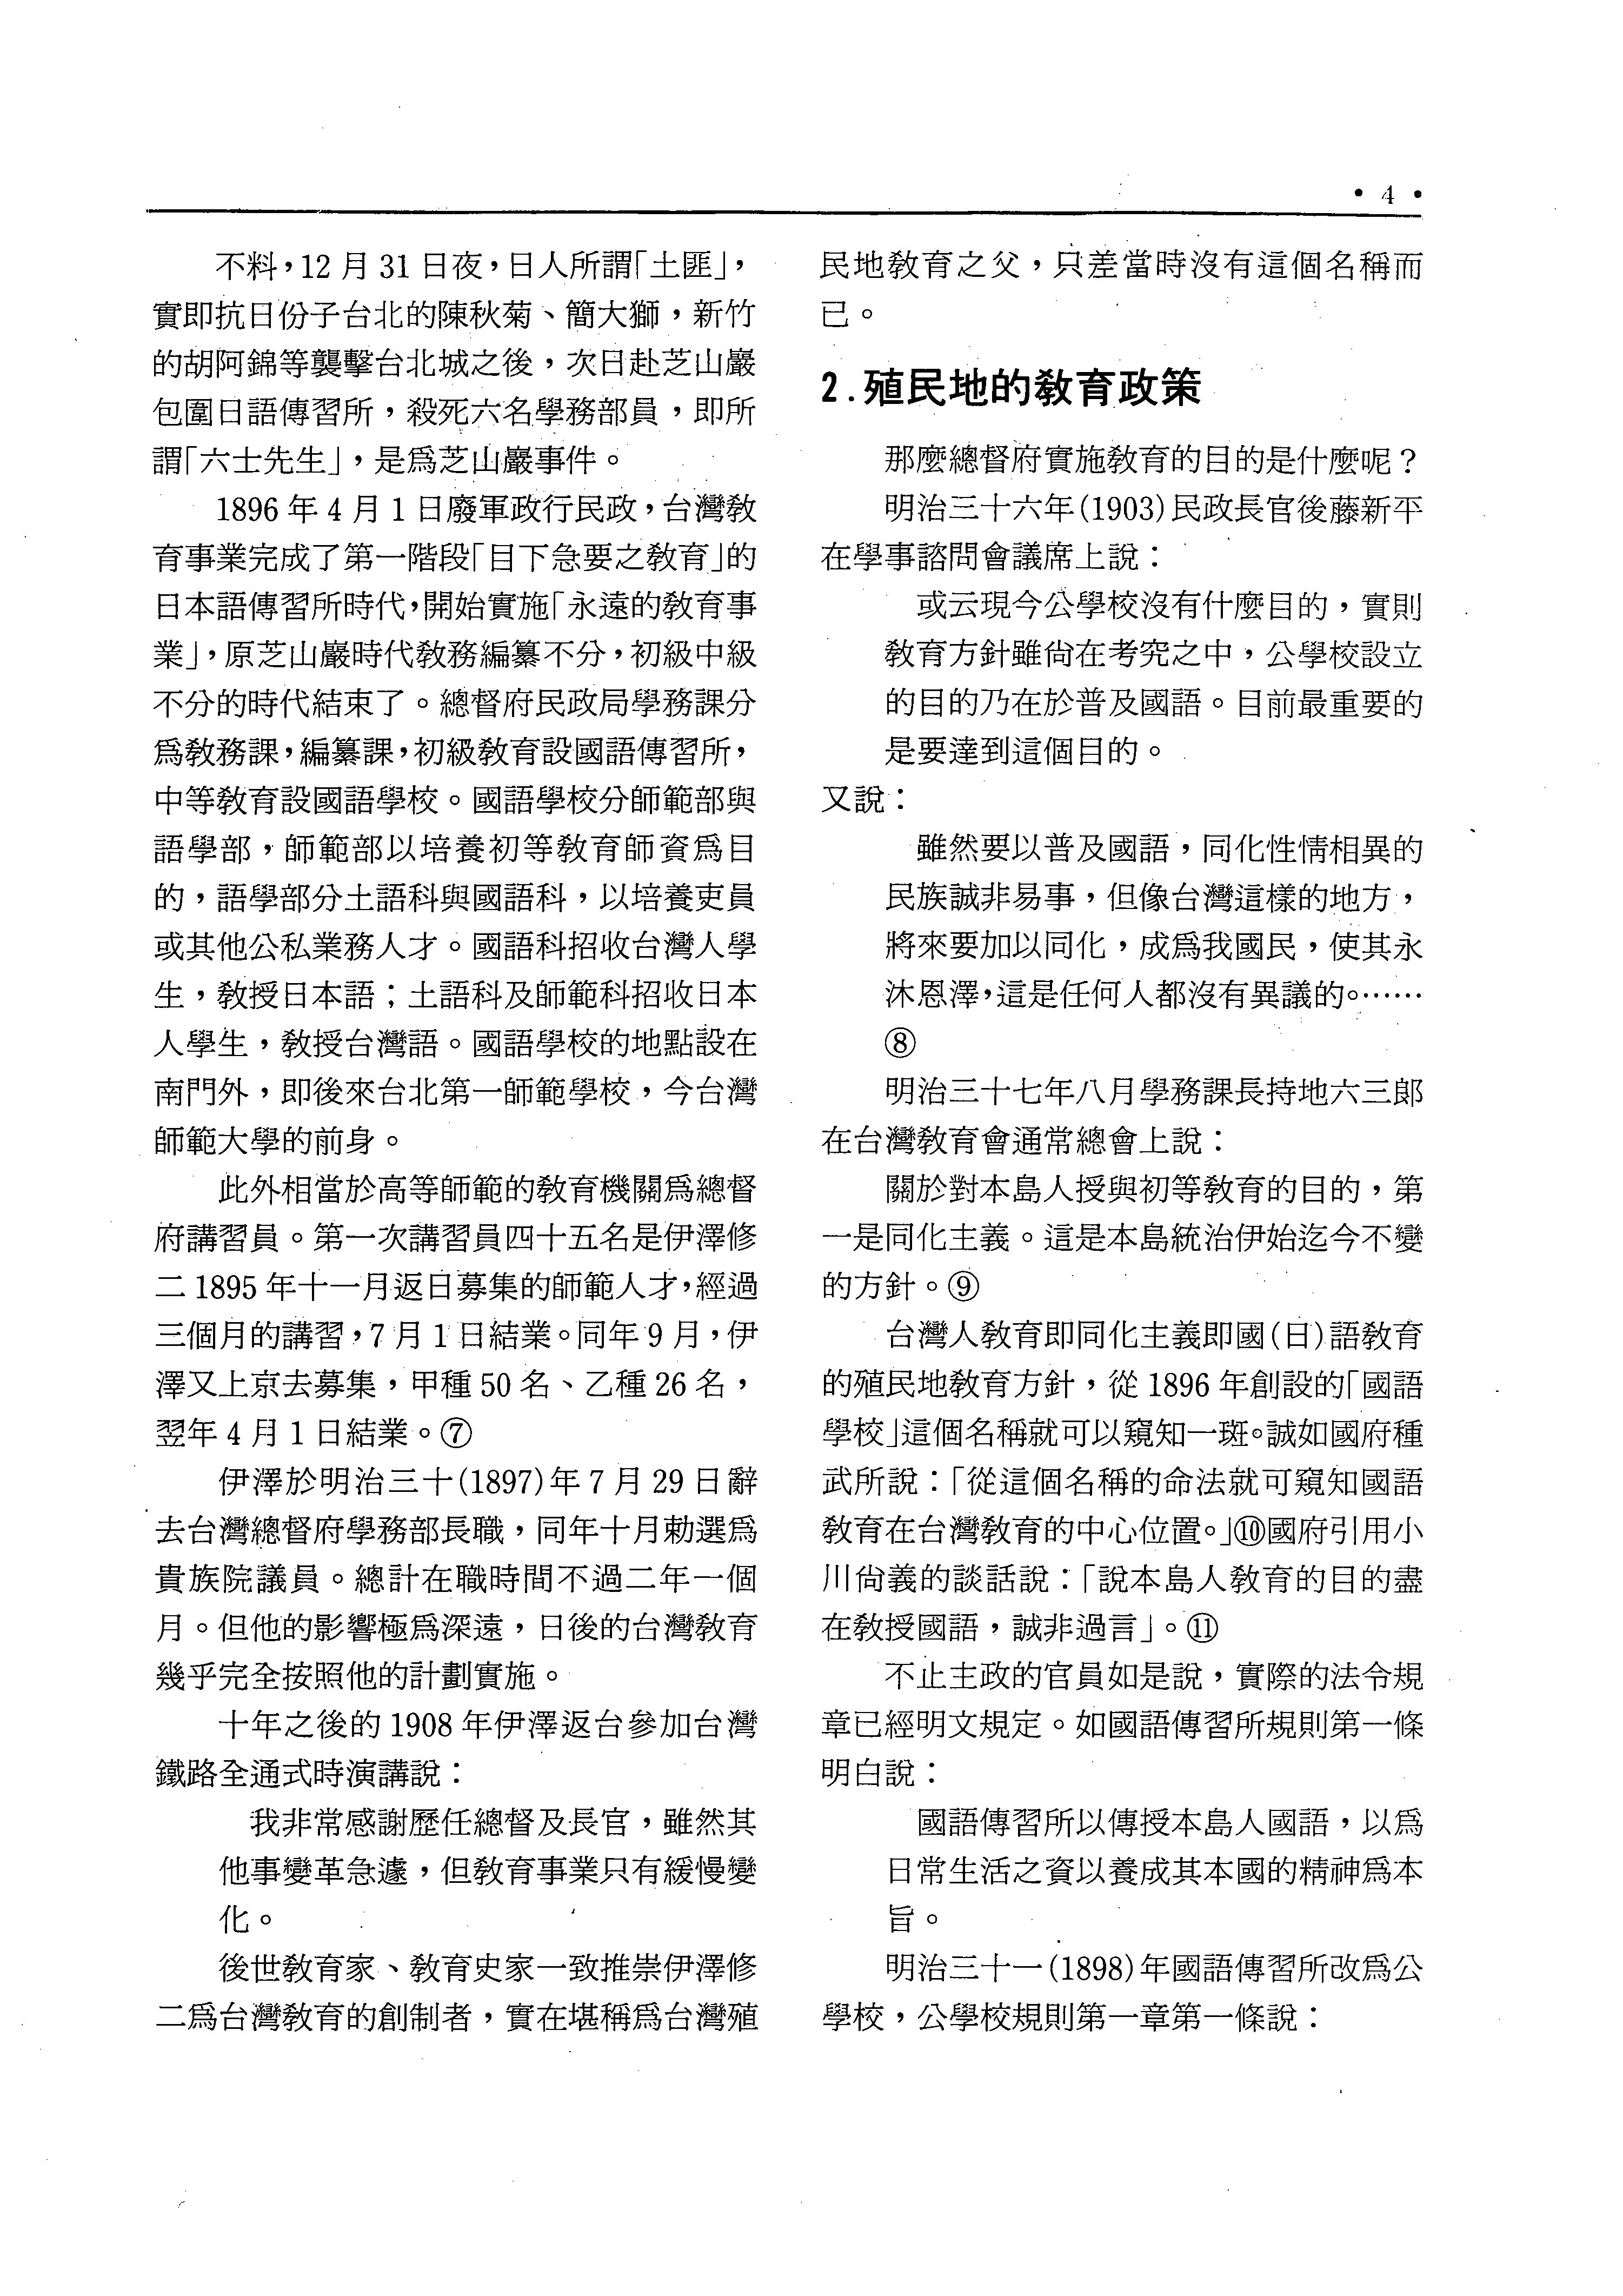 • 4 •
不料，12 月 31 日夜，日人所謂「土匪」，
實即抗日份子台北的陳秋菊、簡大獅，新竹
的胡阿錦等襲擊台北城之後，次日赴芝山巖
包圍日語傳習所，殺死六名學務部員，即所
謂「六士先生」，是爲芝山巖事件。
1896 年 4 月 1 日廢軍政行民政，台灣教
育事業完成了第一階段「目下急要之教育」的
日本語傳習所時代，開始實施「永遠的教育事
業」，原芝山巖時代教務編纂不分，初級中級
不分的時代結束了。總督府民政局學務課分
爲教務課，編纂課，初級教育設國語傳習所，
中等教育設國語學校。國語學校分師範部與
語學部，師範部以培養初等教育師資爲目
的，語學部分土語科與國語科，以培養吏員
或其他公私業務人才。國語科招收台灣人學
生，教授日本語；土語科及師範科招收日本
人學生，教授台灣語。國語學校的地點設在
南門外，即後來台北第一師範學校，今台灣
師範大學的前身。
此外相當於高等師範的教育機關爲總督
府講習員。第一次講習員四十五名是伊澤修
二 1895 年十一月返日募集的師範人才，經過
三個月的講習，7 月 1 日結業。同年 9 月，伊
澤又上京去募集，甲種 50 名、乙種 26 名，
翌年 4 月 1 日結業。⑦
伊澤於明治三十(1897)年 7 月 29 日辭
去台灣總督府學務部長職，同年十月勅選爲
貴族院議員。總計在職時間不過二年一個
月。但他的影響極爲深遠，日後的台灣教育
幾乎完全按照他的計劃實施。
十年之後的 1908 年伊澤返台參加台灣
鐵路全通式時演講說：
我非常感謝歷任總督及長官，雖然其
他事變革急遽，但教育事業只有緩慢變
化。
後世教育家、教育史家一致推崇伊澤修
二爲台灣教育的創制者，實在堪稱爲台灣殖
民地教育之父，只差當時沒有這個名稱而
已。
2.殖民地的教育政策
那麼總督府實施教育的目的是什麼呢？
明治三十六年(1903)民政長官後藤新平
在學事諮問會議席上說：
或云現今公學校沒有什麼目的，實則
教育方針雖尙在考究之中，公學校設立
的目的乃在於普及國語。目前最重要的
是要達到這個目的。
又說：
雖然要以普及國語，同化性情相異的
民族誠非易事，但像台灣這樣的地方，
將來要加以同化，成爲我國民，使其永
沐恩澤，這是任何人都沒有異議的。……
⑧
明治三十七年八月學務課長持地六三郎
在台灣教育會通常總會上說：
關於對本島人授與初等教育的目的，第
一是同化主義。這是本島統治伊始迄今不變
的方針。⑨
台灣人教育即同化主義即國(日)語教育
的殖民地教育方針，從 1896 年創設的「國語
學校」這個名稱就可以窺知一斑。誠如國府種
武所說：「從這個名稱的命法就可窺知國語
教育在台灣教育的中心位置。」⑩國府引用小
川尙義的談話說：「說本島人教育的目的盡
在教授國語，誠非過言」。⑪
不止主政的官員如是說，實際的法令規
章已經明文規定。如國語傳習所規則第一條
明白說：
國語傳習所以傳授本島人國語，以爲
日常生活之資以養成其本國的精神爲本
旨。
明治三十一(1898)年國語傳習所改爲公
學校，公學校規則第一章第一條說：